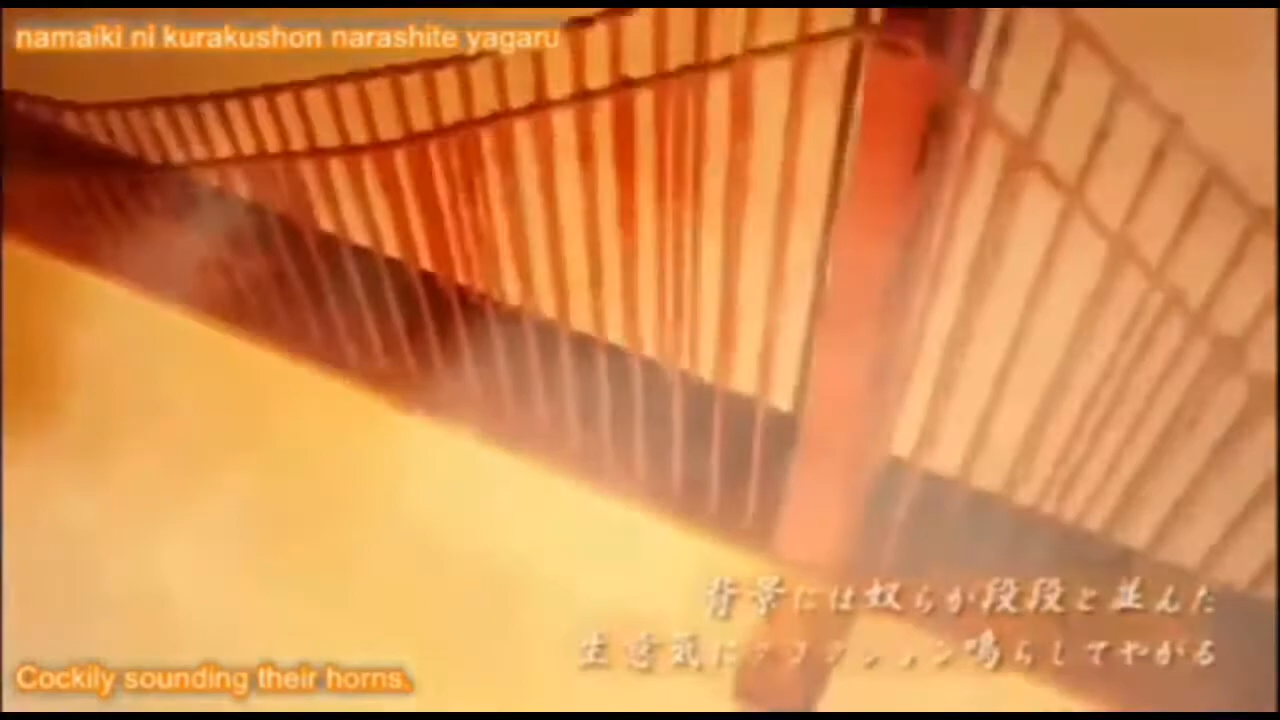 namaiki ni kurakushon narashite yagaru
背景には奴らが段段と並んだ
生意気にクラクション鳴らしてやがる
Cockily sounding their horns.